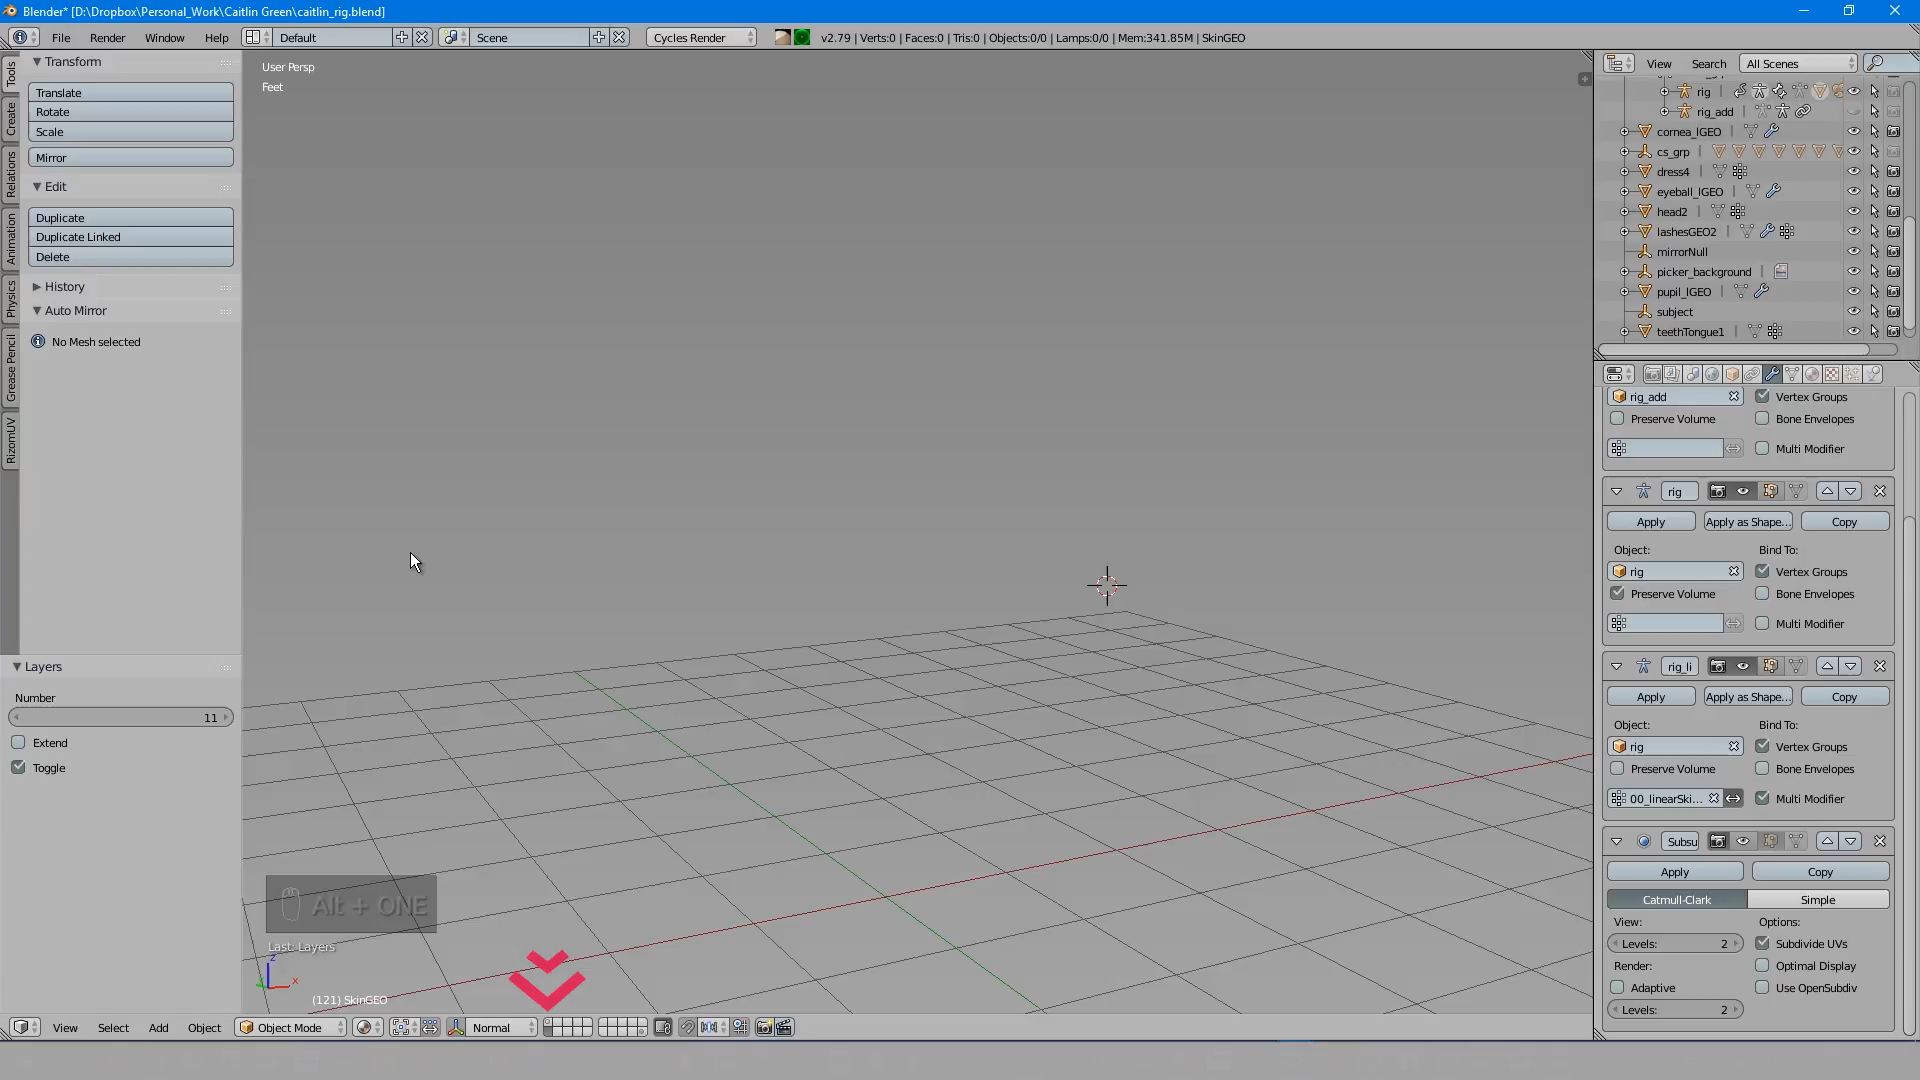 Blender* [D:\Dropbox\Personal_Work\Caitlin Green\caitlin_rig.blend]
File Render Window Help Default Scene Cycles Render v2.79 | Verts:0 | Faces:0 | Tris:0 | Objects:0/0 | Lamps:0/0 | Mem:341.85M | SkinGEO
Tools
Create
Relations
Animation
Physics
Grease Pencil
RizomUV
Transform
Translate
Rotate
Scale
Mirror
Edit
Duplicate
Duplicate Linked
Delete
History
Auto Mirror
No Mesh selected
Layers
Number
11
Extend
Toggle
User Persp
Feet
Alt + ONE
Last: Layers
z
x
(121) SkinGEO
View Select Add Object Object Mode Normal
View Search All Scenes
rig
rig_add
cornea_lGEO
cs_grp
dress4
eyeball_lGEO
head2
lashesGEO2
mirrorNull
picker_background
pupil_lGEO
subject
teethTongue1
rig_add Vertex Groups
Preserve Volume Bone Envelopes
Multi Modifier
rig
Apply Apply as Shape... Copy
Object: Bind To:
rig Vertex Groups
Preserve Volume Bone Envelopes
Multi Modifier
rig_li
Apply Apply as Shape... Copy
Object: Bind To:
rig Vertex Groups
Preserve Volume Bone Envelopes
00_linearSki... Multi Modifier
Subsu
Apply Copy
Catmull-Clark Simple
View: Options:
Levels: 2 Subdivide UVs
Render: Optimal Display
Adaptive Use OpenSubdiv
Levels: 2